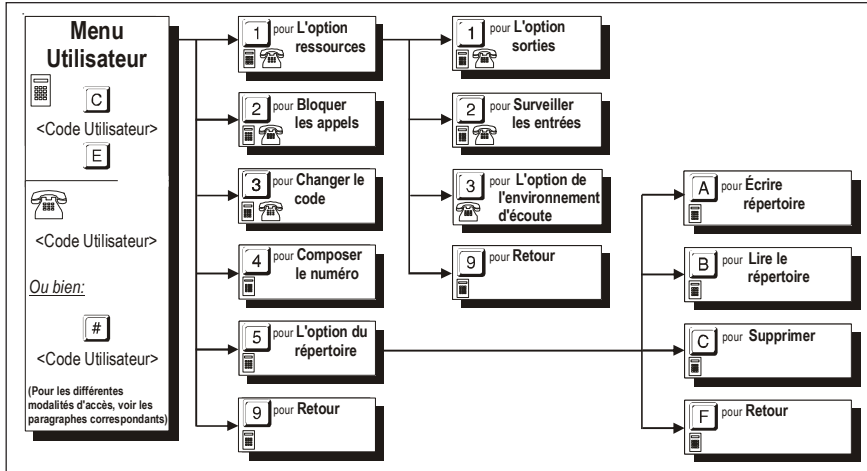 Menu
Utilisateur
C
<Code Utilisateur>
E
<Code Utilisateur>
Ou bien:
#
<Code Utilisateur>
(Pour les différentes
modalités d'accès, voir les
paragraphes correspondants)
1 pour L'option
ressources
2 pour Bloquer
les appels
3 pour Changer le
code
4 pour Composer
le numéro
5 pour L'option du
répertoire
9 pour Retour
1 pour L'option
sorties
2 pour Surveiller
les entrées
3 pour L'option de
l'environnement
d'écoute
9 pour Retour
A pour Écrire
répertoire
B pour Lire le
répertoire
C pour Supprimer
F pour Retour